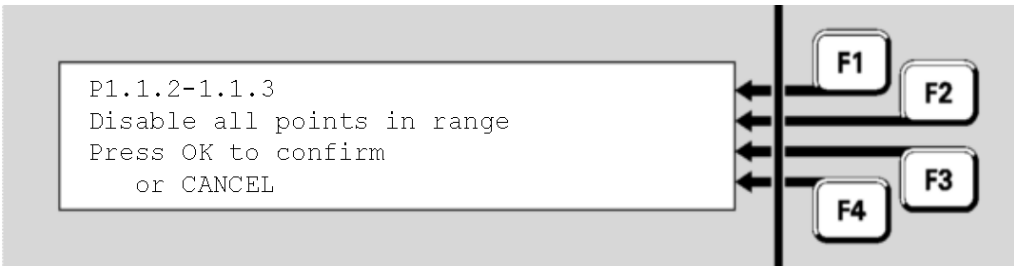 P1.1.2-1.1.3
Disable all points in range
Press OK to confirm
or CANCEL
F1
F2
F3
F4